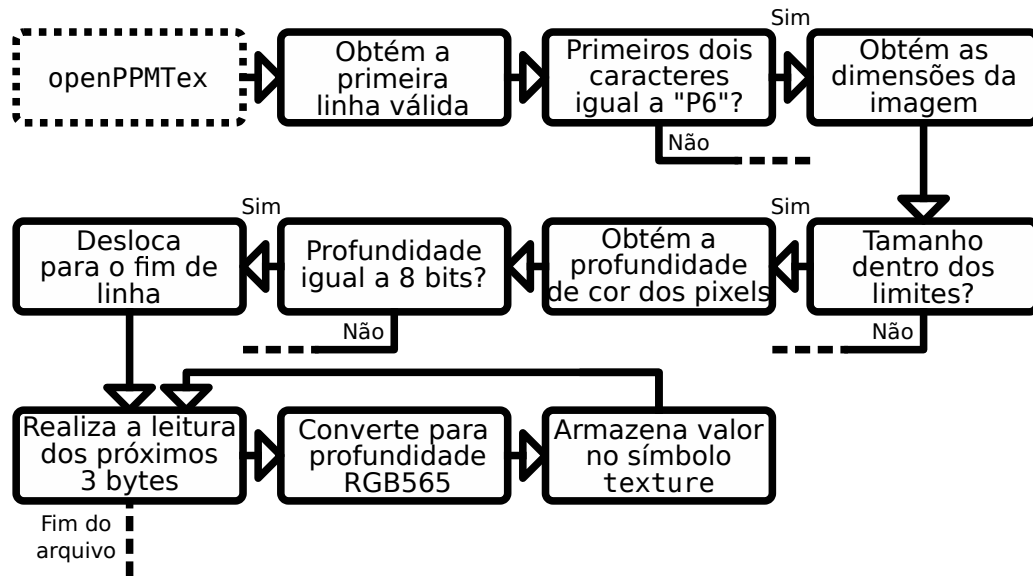 openPPMTex
Obtém a
primeira
linha válida
Primeiros dois
caracteres
igual a "P6"?
Sim
Não
Obtém as
dimensões da
imagem
Tamanho
dentro dos
limites?
Sim
Não
Obtém a
profundidade
de cor dos pixels
Profundidade
igual a 8 bits?
Sim
Não
Desloca
para o fim de
linha
Realiza a leitura
dos próximos
3 bytes
Fim do
arquivo
Converte para
profundidade
RGB565
Armazena valor
no símbolo
texture